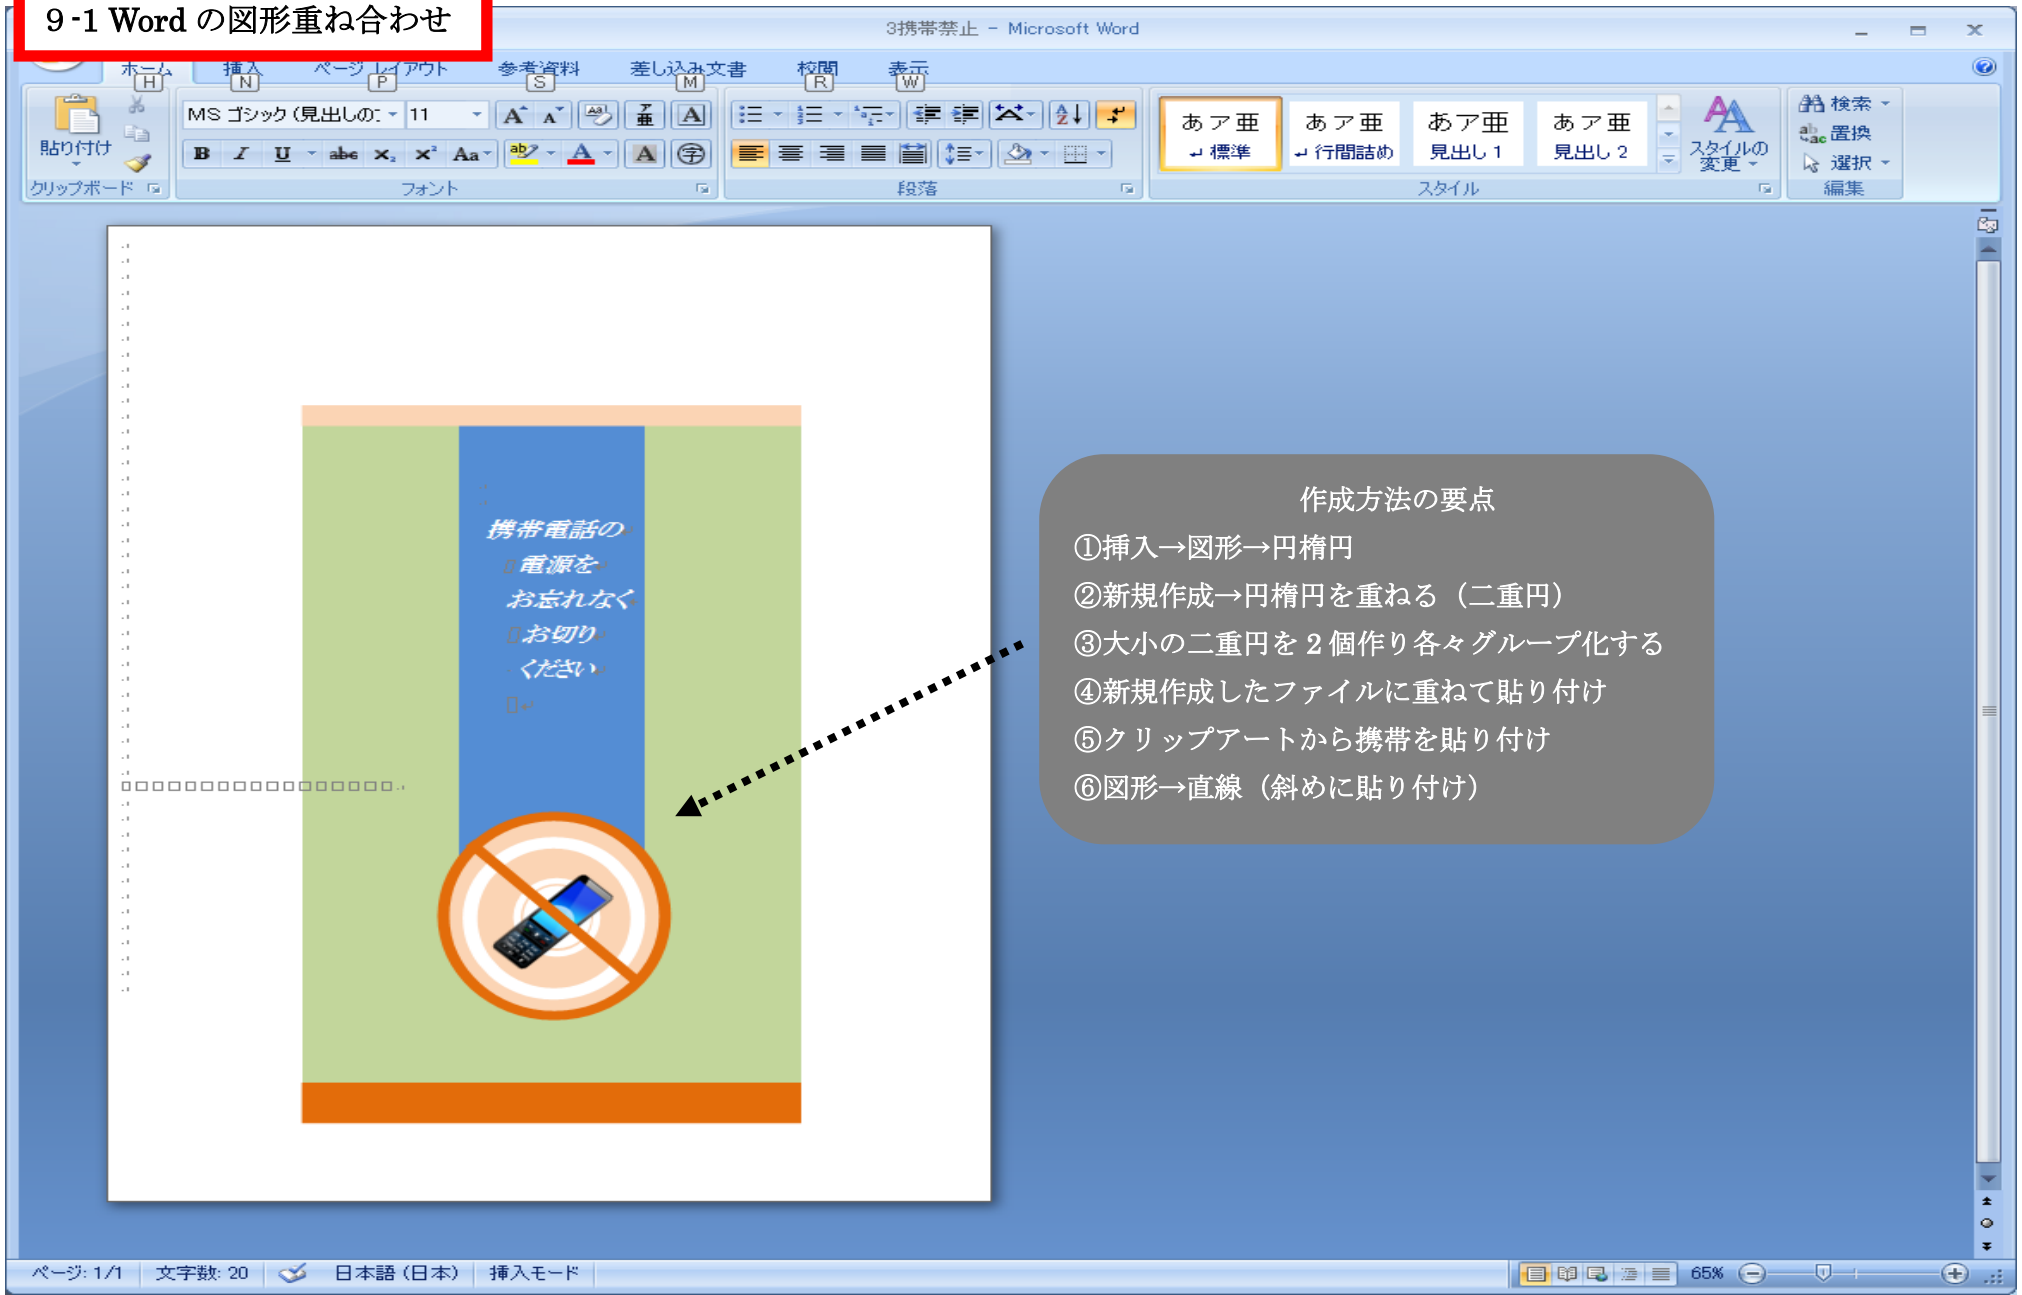 9-1 Word の図形重ね合わせ
3携帯禁止 - Microsoft Word
ホーム 挿入 ページ レイアウト 参考資料 差し込み文書 校閲 表示
H N P S M R W
貼り付け
クリップボード
MS ゴシック (見出しの: 11
フォント
段落
あア亜 あア亜 あア亜 あア亜
標準 行間詰め 見出し 1 見出し 2
スタイルの
変更
スタイル
検索
置換
選択
編集
携帯電話の
電源を
お忘れなく
お切り
ください
作成方法の要点
①挿入→図形→円楕円
②新規作成→円楕円を重ねる（二重円）
③大小の二重円を2個作り各々グループ化する
④新規作成したファイルに重ねて貼り付け
⑤クリップアートから携帯を貼り付け
⑥図形→直線（斜めに貼り付け）
ページ: 1/1 文字数: 20 日本語 (日本) 挿入モード 65%